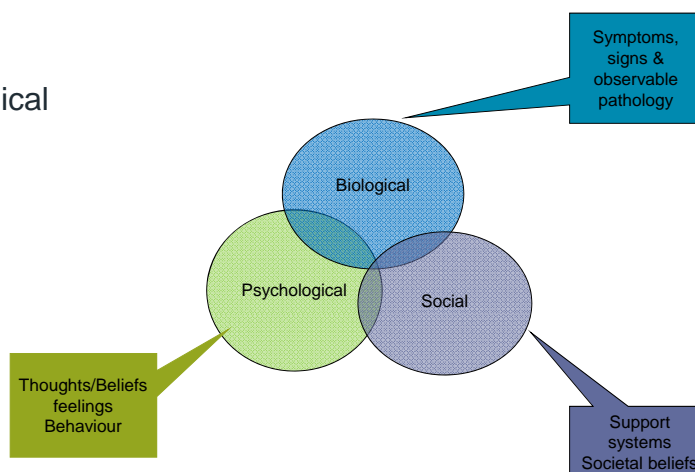 Symptoms,
signs &
observable
pathology
ical
Biological
Psychological
Social
Thoughts/Beliefs
feelings
Behaviour
Support
systems
Societal beliefs